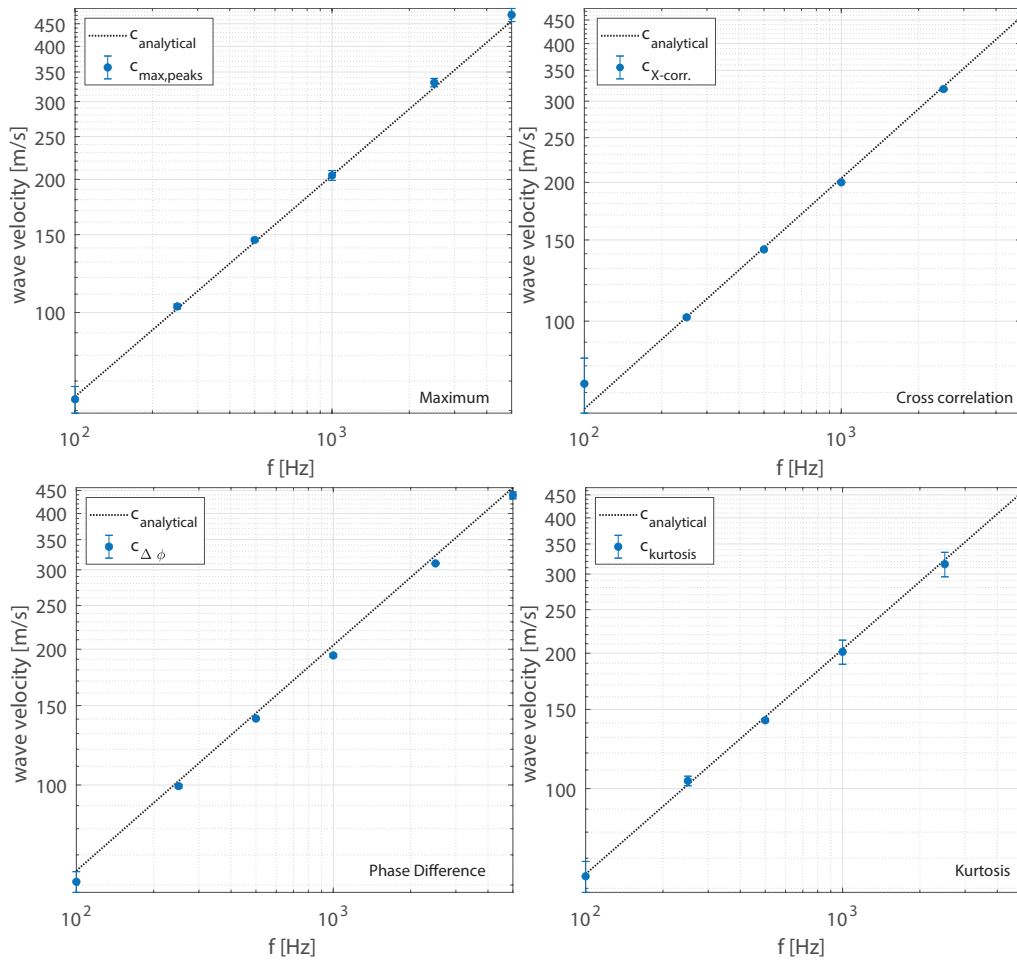 450
400
350
300
250
200
150
100
wave velocity [m/s]
c_analytical
c_max,peaks
Maximum
10^2
10^3
f [Hz]
450
400
350
300
250
200
150
100
wave velocity [m/s]
c_analytical
c_X-corr.
Cross correlation
10^2
10^3
f [Hz]
450
400
350
300
250
200
150
100
wave velocity [m/s]
c_analytical
c_Δ ϕ
Phase Difference
10^2
10^3
f [Hz]
450
400
350
300
250
200
150
100
wave velocity [m/s]
c_analytical
c_kurtosis
Kurtosis
10^2
10^3
f [Hz]